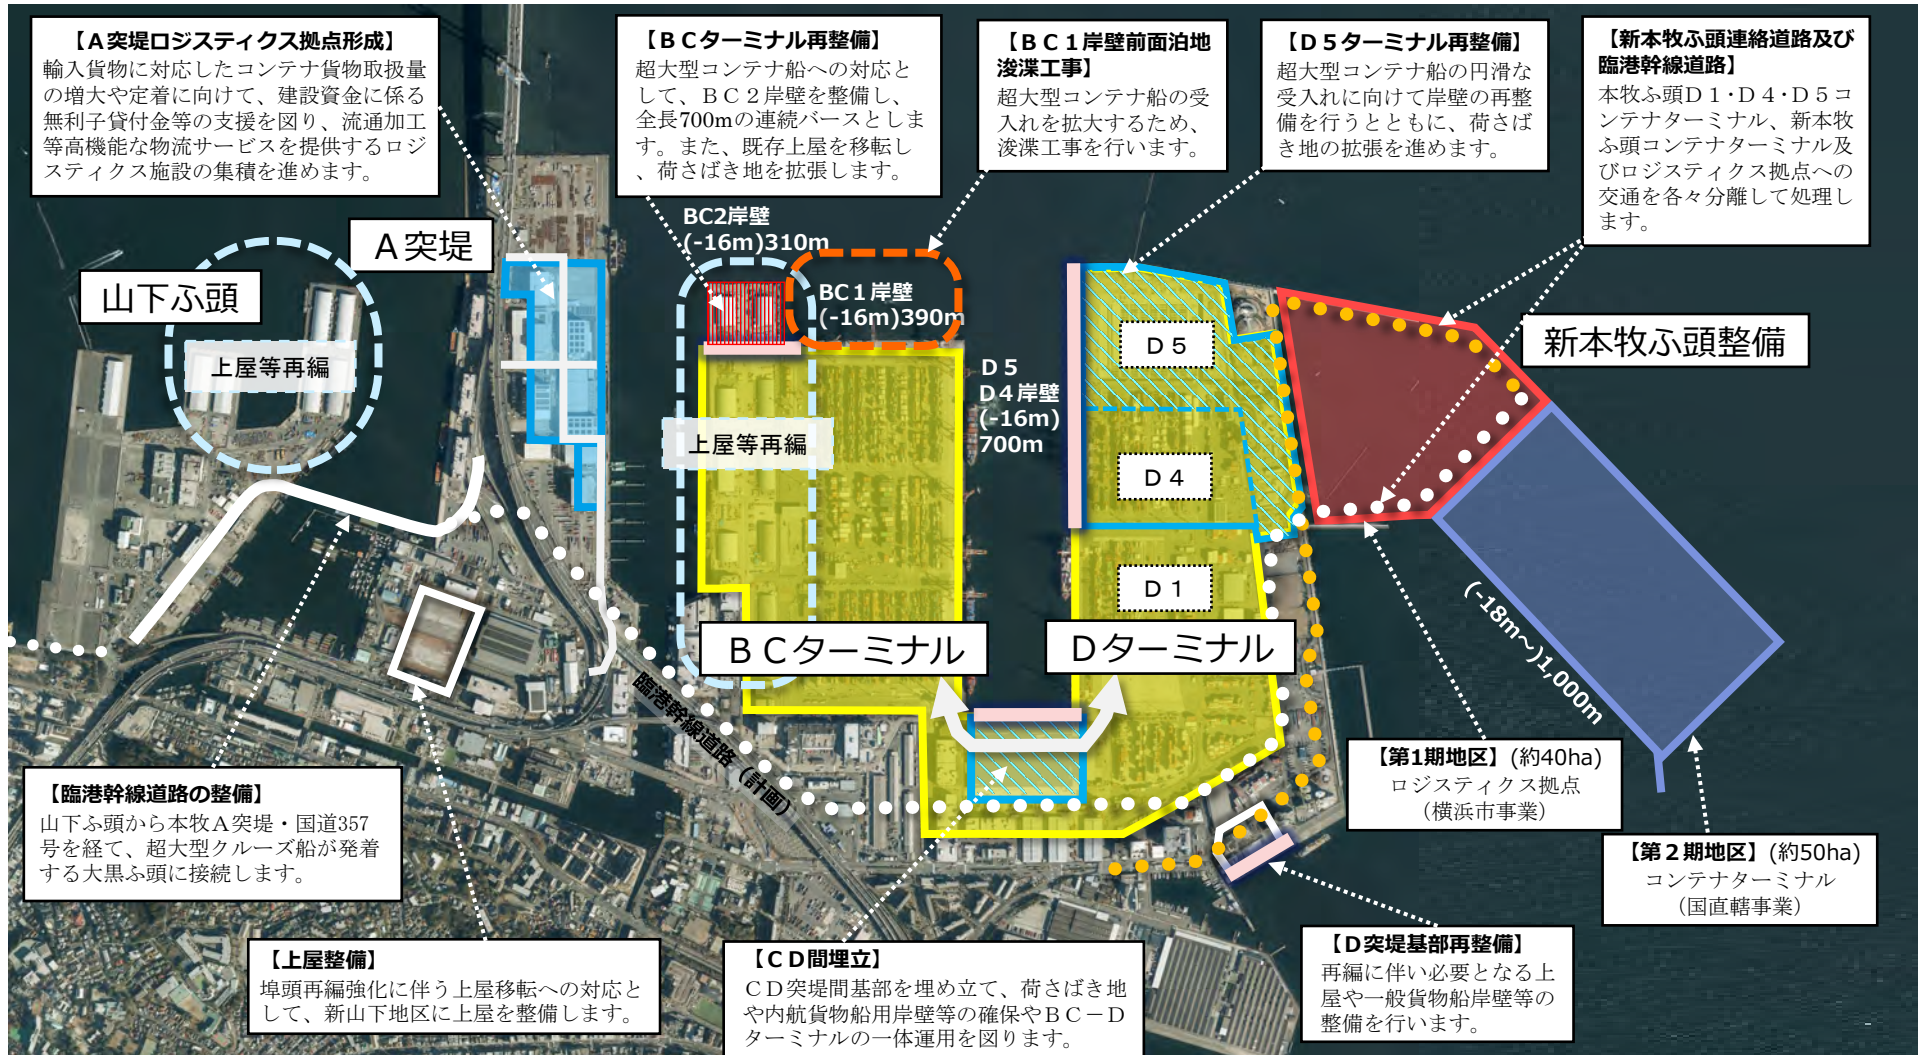 【A突堤ロジスティクス拠点形成】
輸入貨物に対応したコンテナ貨物取扱量
の増大や定着に向けて、建設資金に係る
無利子貸付金等の支援を図り、流通加工
等高機能な物流サービスを提供するロジ
スティクス施設の集積を進めます。
【BCターミナル再整備】
超大型コンテナ船への対応と
して、BC2岸壁を整備し、
全長700mの連続バースとしま
す。また、既存上屋を移転し
、荷さばき地を拡張します。
【BC1岸壁前面泊地
浚渫工事】
超大型コンテナ船の受
入れを拡大するため、
浚渫工事を行います。
【D5ターミナル再整備】
超大型コンテナ船の円滑な
受入れに向けて岸壁の再整
備を行うとともに、荷さば
き地の拡張を進めます。
【新本牧ふ頭連絡道路及び
臨港幹線道路】
本牧ふ頭D1・D4・D5コ
ンテナターミナル、新本牧
ふ頭コンテナターミナル及
びロジスティクス拠点への
交通を各々分離して処理し
ます。
A突堤
山下ふ頭
上屋等再編
BC2岸壁
(-16m)310m
BC1岸壁
(-16m)390m
上屋等再編
D5
D4岸壁
(-16m)
700m
D5
D4
D1
新本牧ふ頭整備
BCターミナル
Dターミナル
臨港幹線道路(計画)
(-18m~)1,000m
【第1期地区】(約40ha)
ロジスティクス拠点
(横浜市事業)
【第2期地区】(約50ha)
コンテナターミナル
(国直轄事業)
【臨港幹線道路の整備】
山下ふ頭から本牧A突堤・国道357
号を経て、超大型クルーズ船が発着
する大黒ふ頭に接続します。
【上屋整備】
埠頭再編強化に伴う上屋移転への対応と
して、新山下地区に上屋を整備します。
【CD間埋立】
CD突堤間基部を埋め立て、荷さばき地
や内航貨物船用岸壁等の確保やBC-D
ターミナルの一体運用を図ります。
【D突堤基部再整備】
再編に伴い必要となる上
屋や一般貨物船岸壁等の
整備を行います。